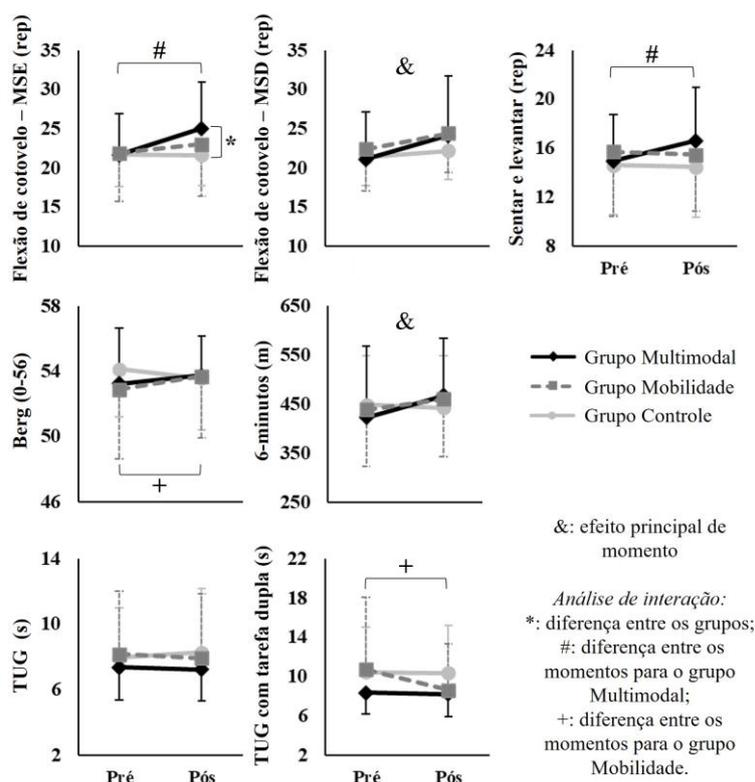 Flexão de cotovelo – MSE (rep)
35
30
25
20
15
10
#
*
Flexão de cotovelo – MSD (rep)
35
30
25
20
15
10
&
Sentar e levantar (rep)
24
20
16
12
8
#
Pré
Pós
Berg (0-56)
58
54
50
46
+
6-minutos (m)
650
550
450
350
250
&
Grupo Multimodal
Grupo Mobilidade
Grupo Controle
TUG (s)
14
10
6
2
Pré
Pós
TUG com tarefa dupla (s)
22
18
14
10
6
2
+
Pré
Pós
&: efeito principal de
momento
Análise de interação:
*: diferença entre os grupos;
#: diferença entre os
momentos para o grupo
Multimodal;
+: diferença entre os
momentos para o grupo
Mobilidade.